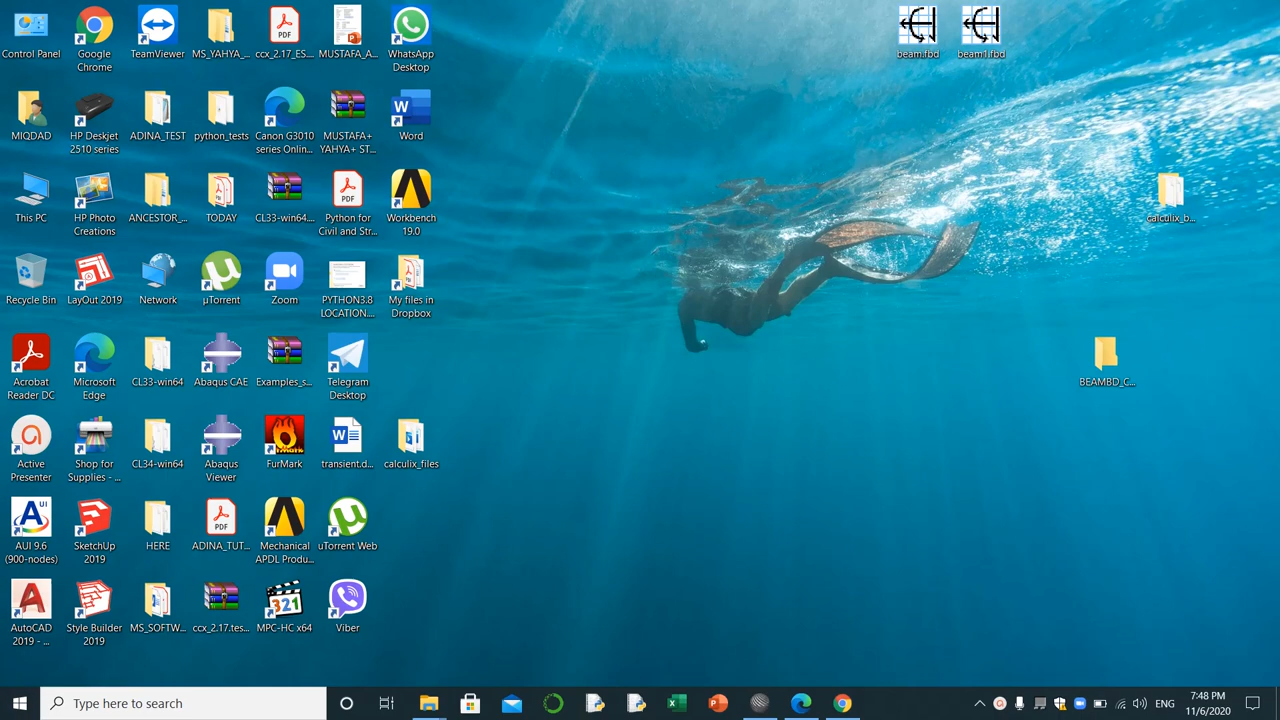 Control Panel
Google
Chrome
TeamViewer
MS_YAHYA_...
ccx_2.17_ES....
MUSTAFA_A...
WhatsApp
Desktop
beam.fbd
beam1.fbd
MIQDAD
HP Deskjet
2510 series
ADINA_TEST
python_tests
Canon G3010
series Onlin...
MUSTAFA+
YAHYA+ ST...
Word
This PC
HP Photo
Creations
ANCESTOR_...
TODAY
CL33-win64....
Python for
Civil and Str...
Workbench
19.0
calculix_b...
Recycle Bin
LayOut 2019
Network
µTorrent
Zoom
PYTHON3.8
LOCATION....
My files in
Dropbox
Acrobat
Reader DC
Microsoft
Edge
CL33-win64
Abaqus CAE
Examples_s...
Telegram
Desktop
BEAMBD_C...
Active
Presenter
Shop for
Supplies - ...
CL34-win64
Abaqus
Viewer
FurMark
transient.d...
calculix_files
AUI 9.6
(900-nodes)
SketchUp
2019
HERE
ADINA_TUT...
Mechanical
APDL Produ...
uTorrent Web
AutoCAD
2019 - ...
Style Builder
2019
MS_SOFTW...
ccx_2.17.tes...
MPC-HC x64
Viber
Type here to search
ENG
7:48 PM
11/6/2020